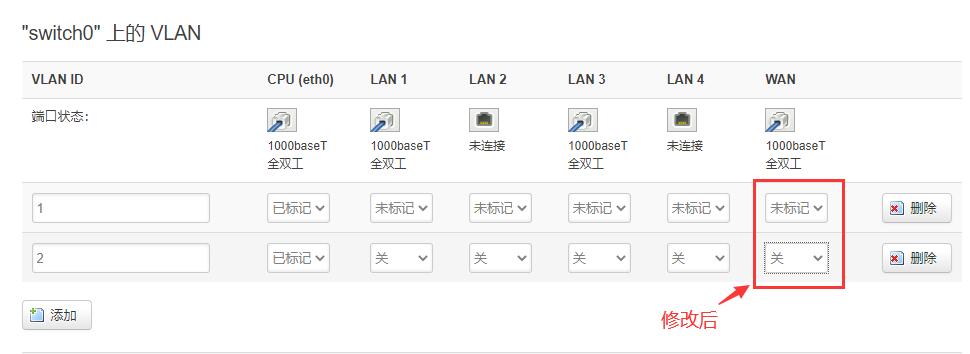 "switch0" 上的 VLAN
VLAN ID CPU (eth0) LAN 1 LAN 2 LAN 3 LAN 4 WAN
端口状态:
1000baseT 1000baseT 未连接 1000baseT 未连接 1000baseT
全双工 全双工 全双工 全双工
1 已标记 未标记 未标记 未标记 未标记 未标记 删除
2 已标记 关 关 关 关 关 删除
添加
修改后